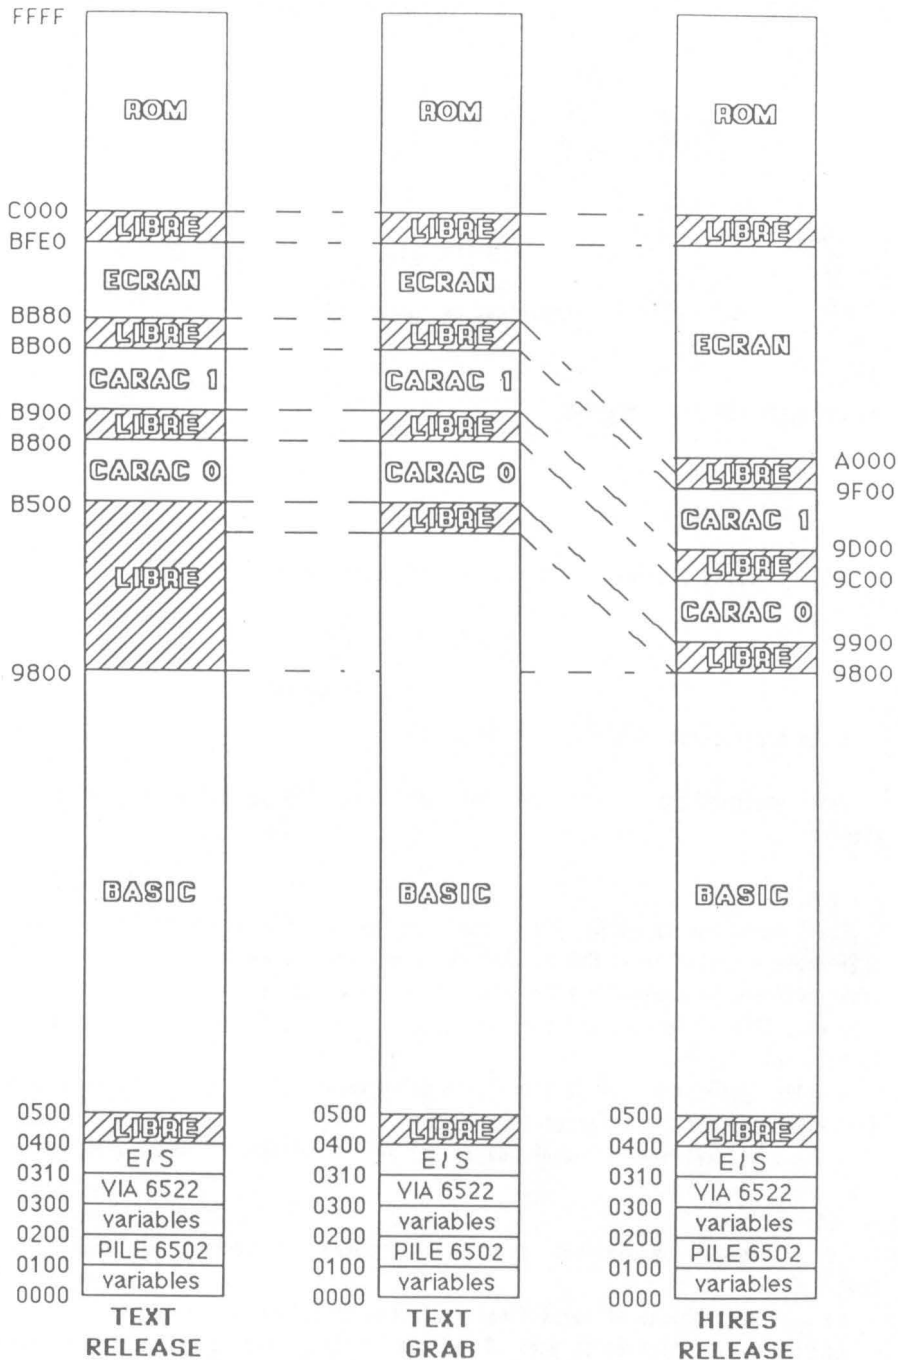 FFFF
ROM ROM ROM
C000 LIBRE LIBRE LIBRE
BFE0
ECRAN ECRAN
BB80
LIBRE LIBRE ECRAN
BB00
CARAC 1 CARAC 1
B900
LIBRE LIBRE
B800
CARAC 0 CARAC 0 LIBRE A000
9F00
B500
LIBRE CARAC 1
9D00
LIBRE LIBRE
9C00
CARAC 0
9900
LIBRE
9800 9800
BASIC BASIC BASIC
0500 0500 0500
LIBRE LIBRE LIBRE
0400 0400 0400
E/S E/S E/S
0310 0310 0310
VIA 6522 VIA 6522 VIA 6522
0300 0300 0300
variables variables variables
0200 0200 0200
PILE 6502 PILE 6502 PILE 6502
0100 0100 0100
variables variables variables
0000 0000 0000
TEXT TEXT HIRES
RELEASE GRAB RELEASE